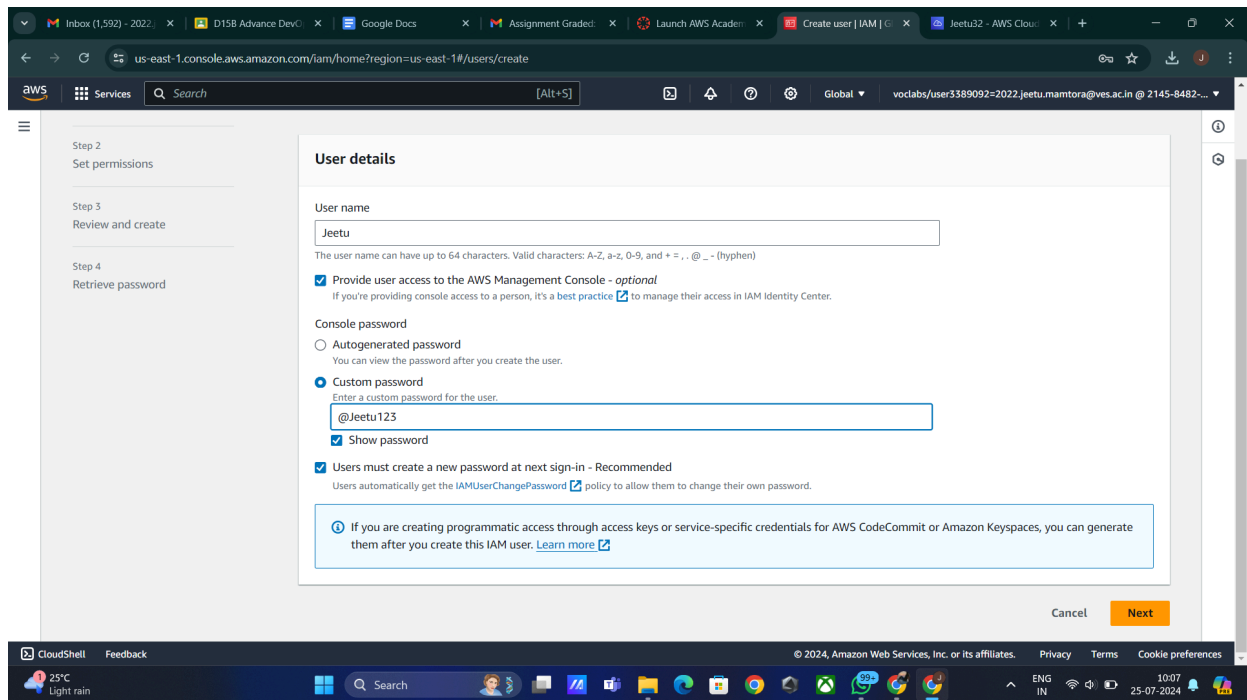 Inbox (1,592) - 2022.
D15B Advance DevO
Google Docs
Assignment Graded:
Launch AWS Academ
Create user | IAM | G
Jeetu32 - AWS Cloud
us-east-1.console.aws.amazon.com/iam/home?region=us-east-1#/users/create
J
aws
Services
Search
[Alt+S]
Global
voclabs/user3389092=2022.jeetu.mamtora@ves.ac.in @ 2145-8482-...
Step 2
Set permissions
Step 3
Review and create
Step 4
Retrieve password
User details
User name
Jeetu
The user name can have up to 64 characters. Valid characters: A-Z, a-z, 0-9, and + = , . @ _ - (hyphen)
Provide user access to the AWS Management Console - optional
If you're providing console access to a person, it's a best practice to manage their access in IAM Identity Center.
Console password
Autogenerated password
You can view the password after you create the user.
Custom password
Enter a custom password for the user.
@Jeetu123
Show password
Users must create a new password at next sign-in - Recommended
Users automatically get the IAMUserChangePassword policy to allow them to change their own password.
If you are creating programmatic access through access keys or service-specific credentials for AWS CodeCommit or Amazon Keyspaces, you can generate
them after you create this IAM user. Learn more
Cancel
Next
CloudShell
Feedback
© 2024, Amazon Web Services, Inc. or its affiliates.
Privacy
Terms
Cookie preferences
1
25°C
Light rain
Search
99+
ENG
IN
10:07
25-07-2024